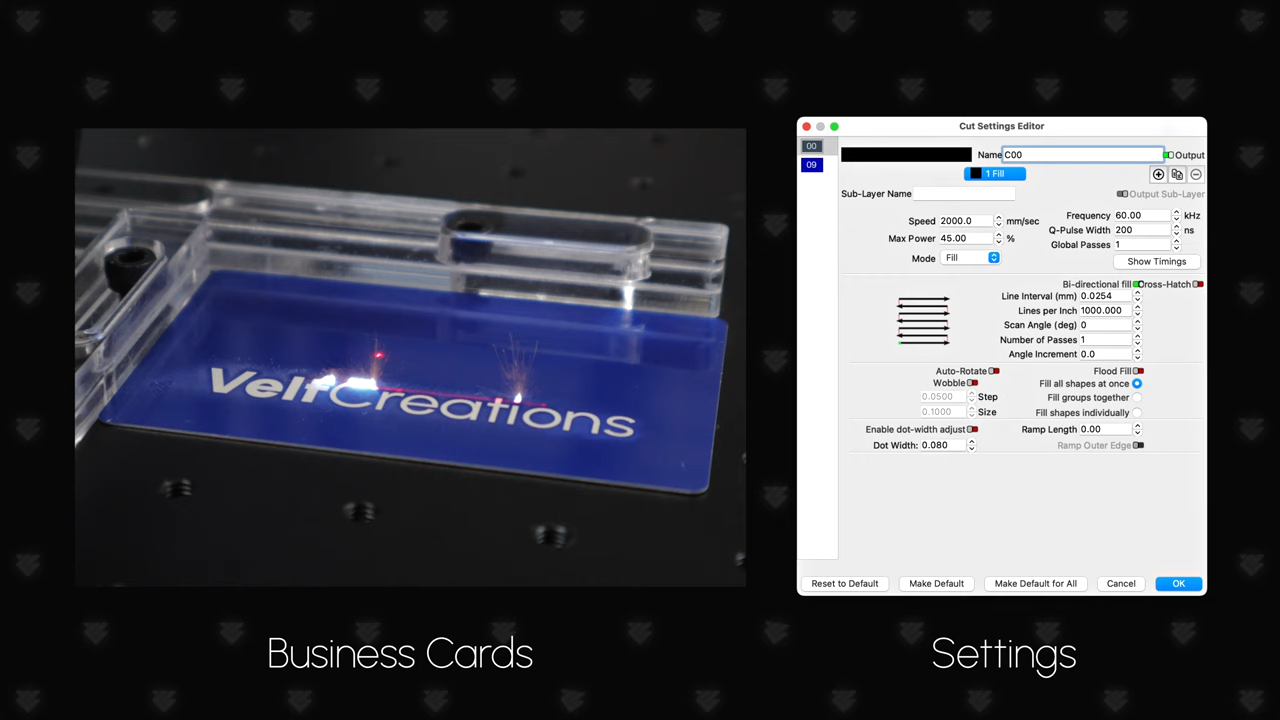 VelfCreations
Business Cards
Cut Settings Editor
00
09
Name C00 Output
1 Fill
Sub-Layer Name Output Sub-Layer
Speed 2000.0 mm/sec
Max Power 45.00 %
Mode Fill
Frequency 60.00 kHz
Q-Pulse Width 200 ns
Global Passes 1
Show Timings
Bi-directional fill Cross-Hatch
Line Interval (mm) 0.0254
Lines per Inch 1000.000
Scan Angle (deg) 0
Number of Passes 1
Angle Increment 0.0
Auto-Rotate Flood Fill
Wobble Fill all shapes at once
0.0500 Step Fill groups together
0.1000 Size Fill shapes individually
Enable dot-width adjust Ramp Length: 0.00
Dot Width: 0.080 Ramp Outer Edge
Reset to Default Make Default Make Default for All Cancel OK
Settings